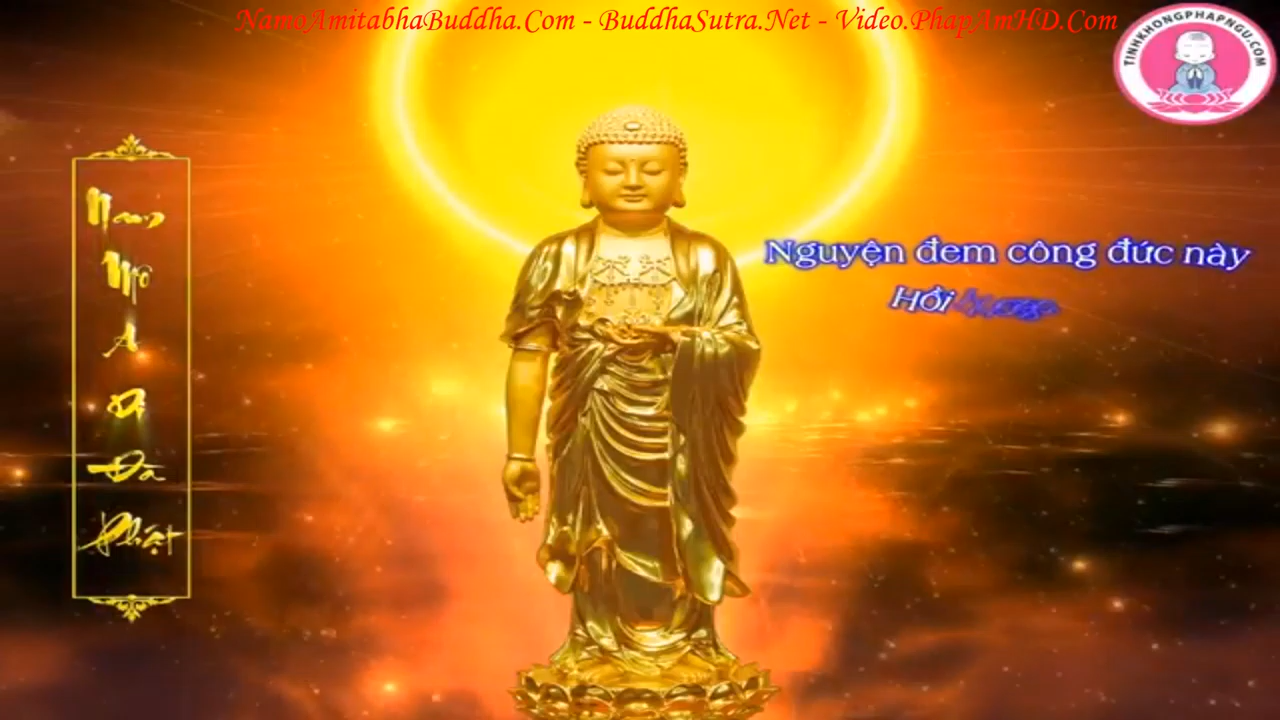 NamoAmitabhaBuddha.Com - BuddhaSutra.Net - Video.PhapAmHD.Com
TINHKHONGPHAPNGU.COM
Nam
Mô
A
Di
Đà
Phật
Nguyện đem công đức này
Hồi